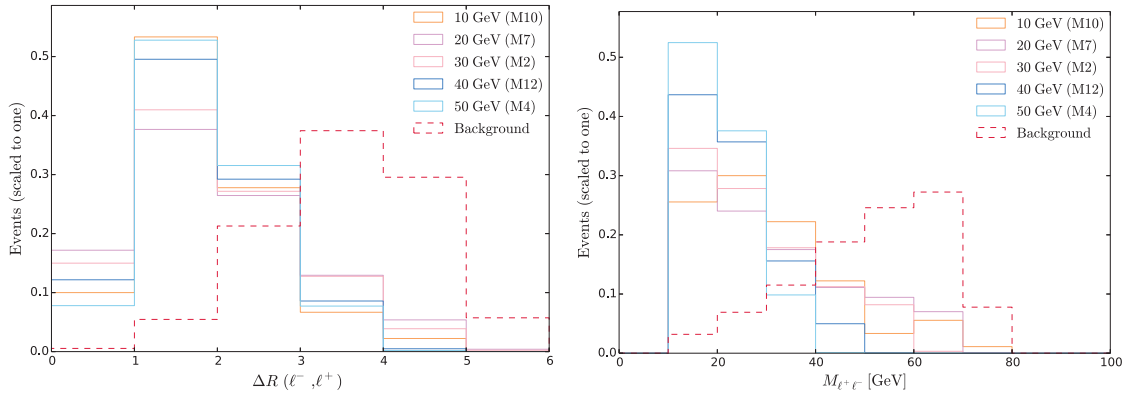 10 GeV (M10)
20 GeV (M7)
30 GeV (M2)
40 GeV (M12)
50 GeV (M4)
Background
Events (scaled to one)
0.5
0.4
0.3
0.2
0.1
0.0
0 1 2 3 4 5 6
ΔR (ℓ⁻ ,ℓ⁺)
10 GeV (M10)
20 GeV (M7)
30 GeV (M2)
40 GeV (M12)
50 GeV (M4)
Background
Events (scaled to one)
0.5
0.4
0.3
0.2
0.1
0.0
0 20 40 60 80 100
M_{ℓ⁺ℓ⁻} [GeV]